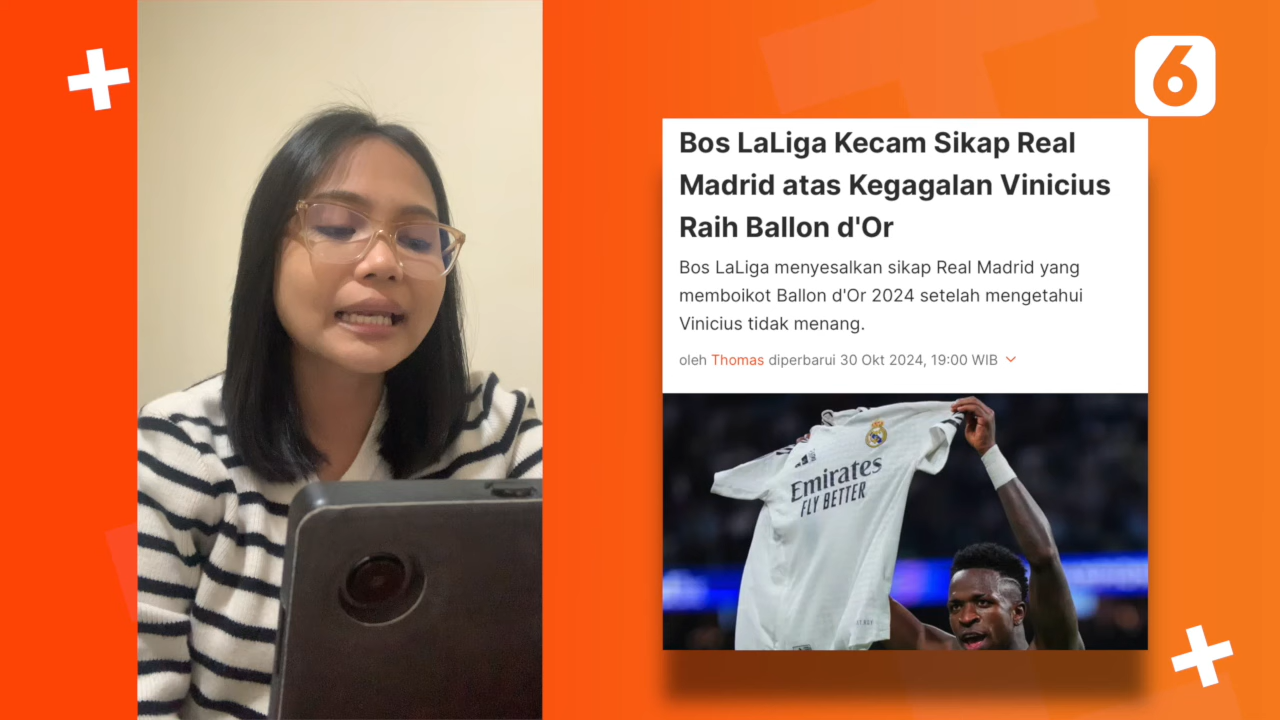 6
Bos LaLiga Kecam Sikap Real
Madrid atas Kegagalan Vinicius
Raih Ballon d'Or
Bos LaLiga menyesalkan sikap Real Madrid yang
memboikot Ballon d'Or 2024 setelah mengetahui
Vinicius tidak menang.
oleh Thomas diperbarui 30 Okt 2024, 19:00 WIB
Emirates
FLY BETTER